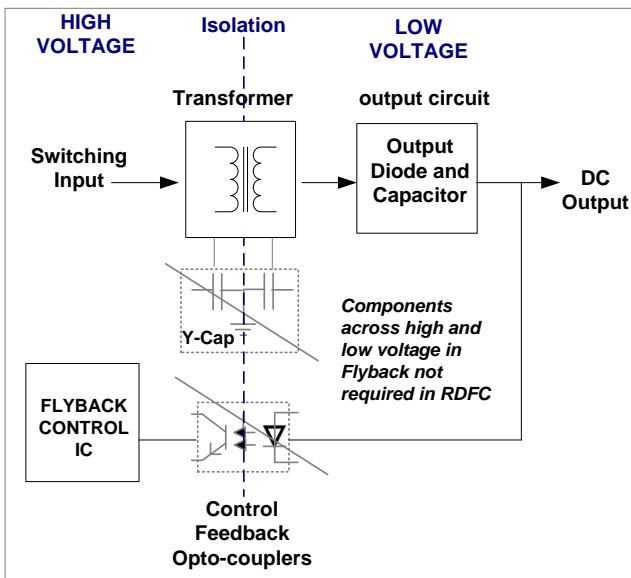 HIGH
VOLTAGE
Isolation
LOW
VOLTAGE
Transformer
output circuit
Switching
Input
Output
Diode and
Capacitor
DC
Output
Y-Cap
Components
across high and
low voltage in
Flyback not
required in RDFC
FLYBACK
CONTROL
IC
Control
Feedback
Opto-couplers